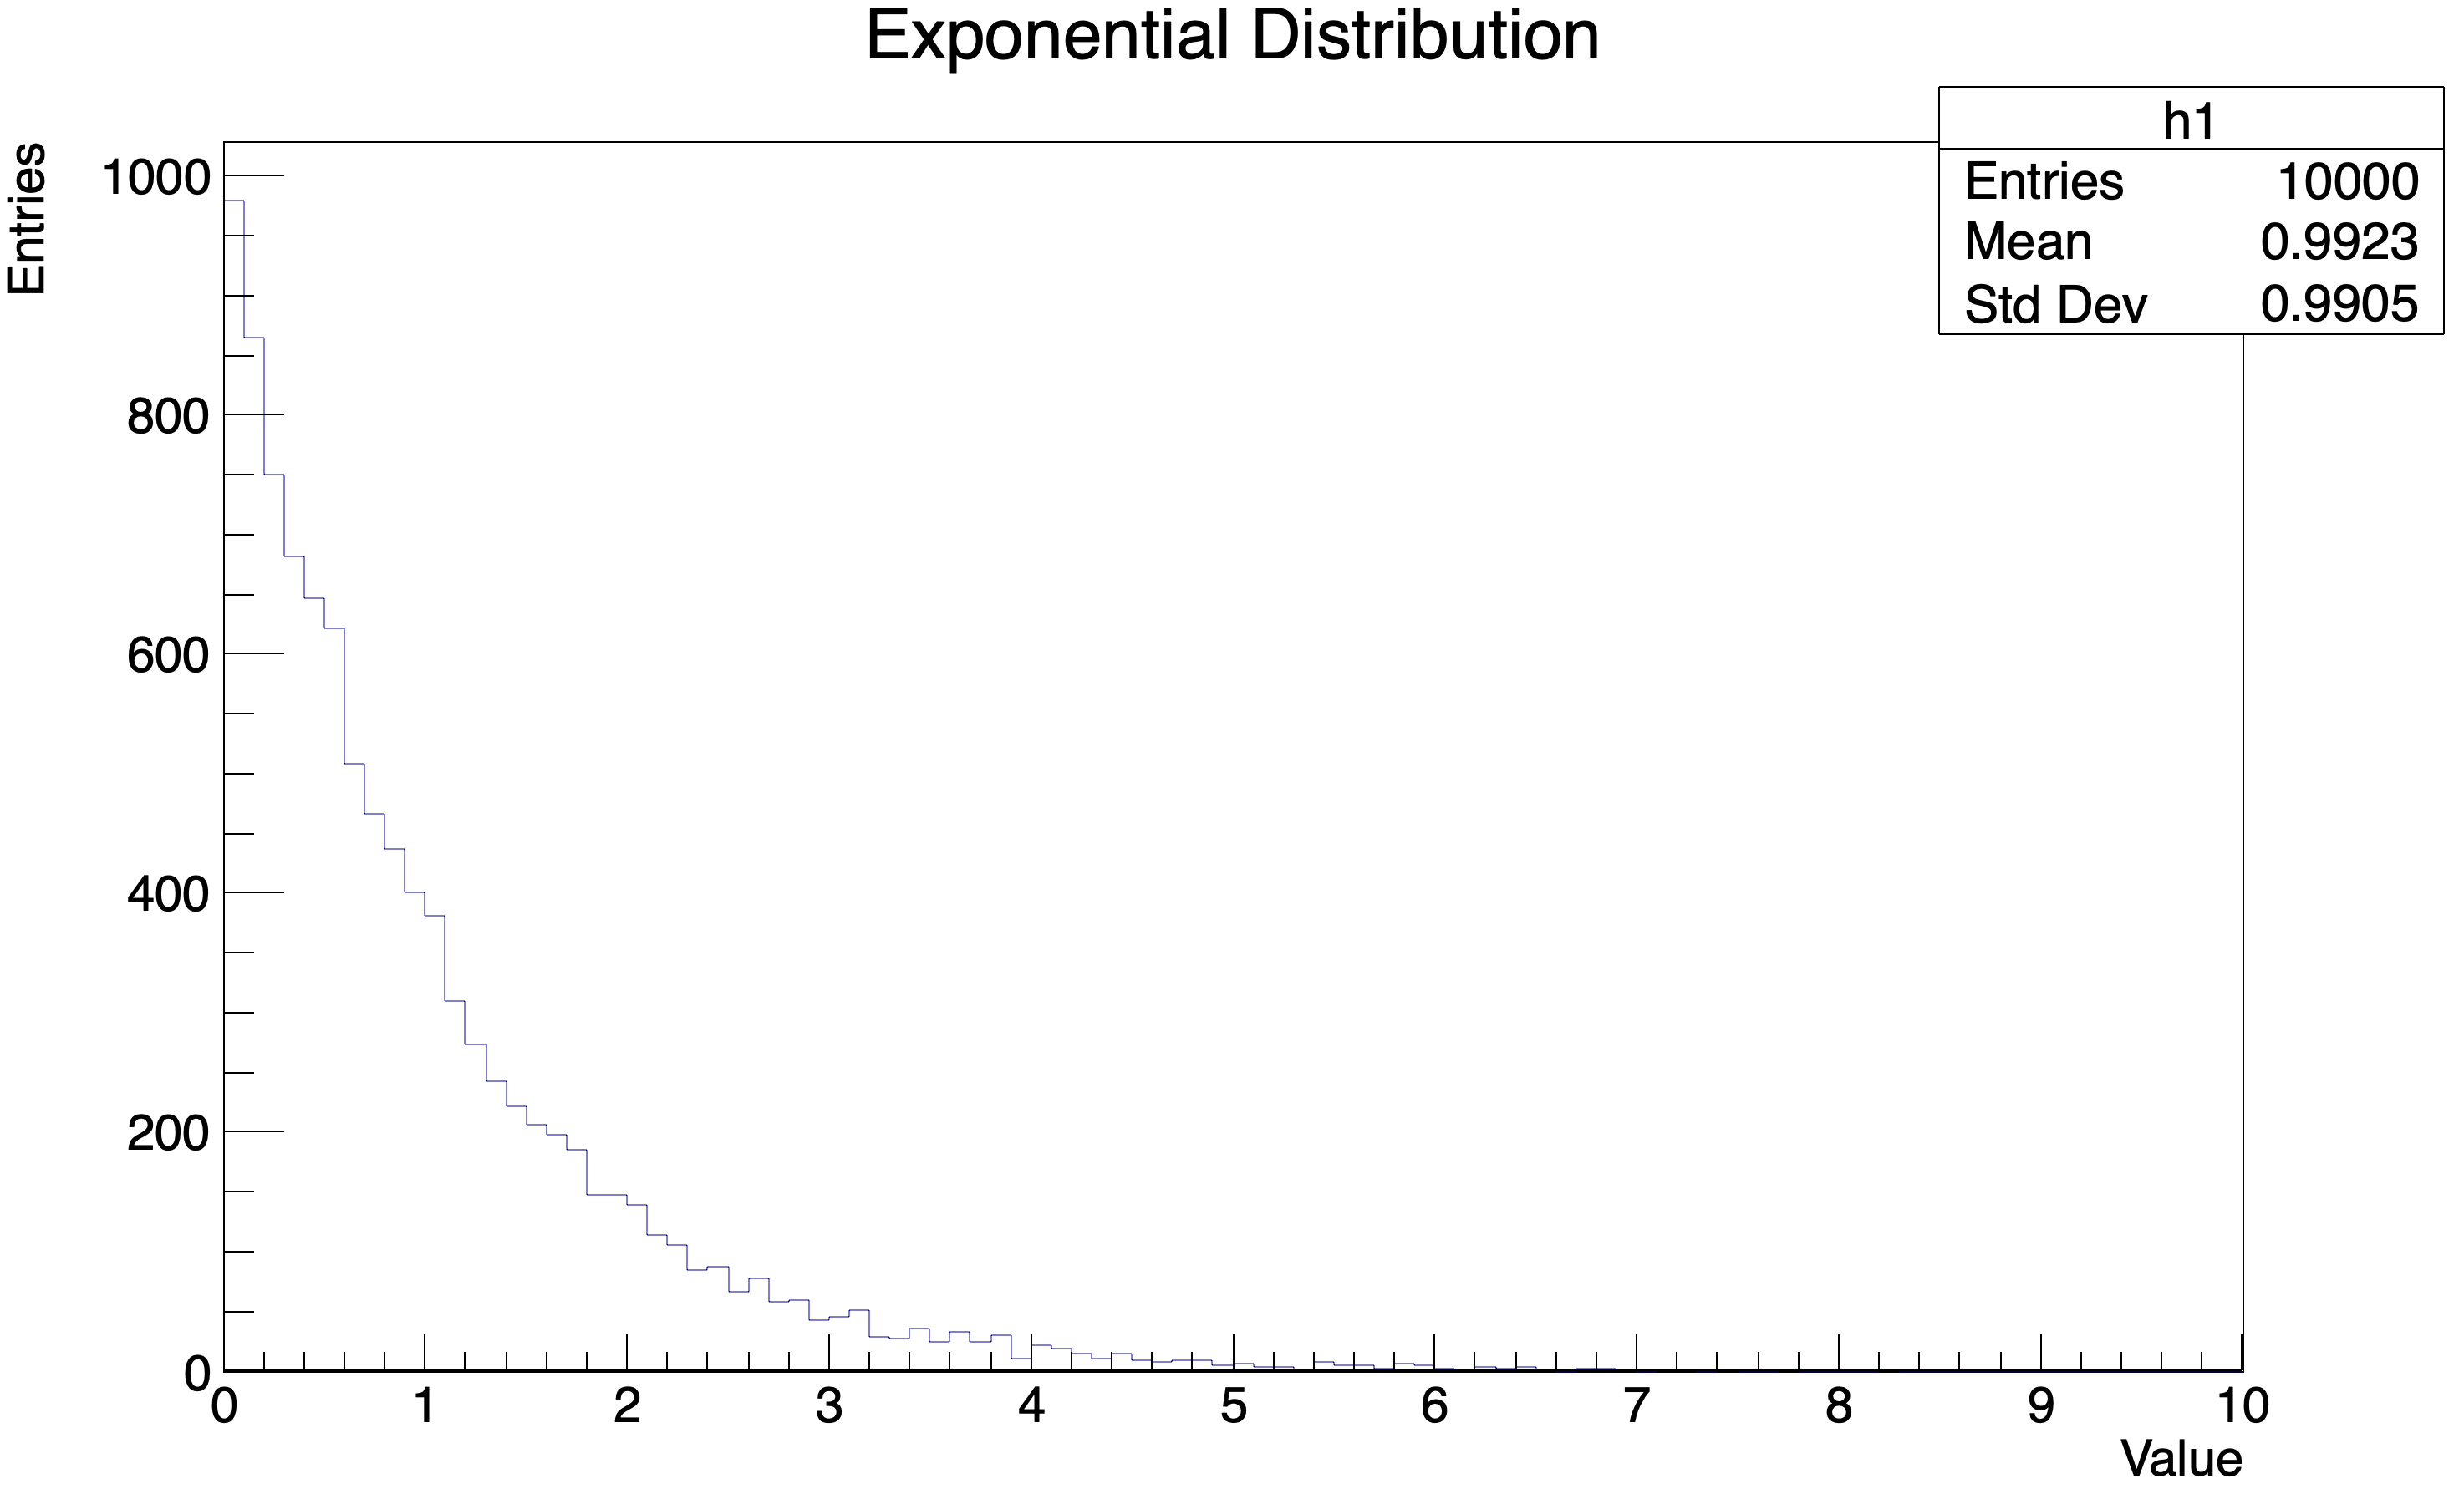 Exponential Distribution
h1
Entries 10000
Mean 0.9923
Std Dev 0.9905
Entries
1000
800
600
400
200
0
0 1 2 3 4 5 6 7 8 9 10
Value